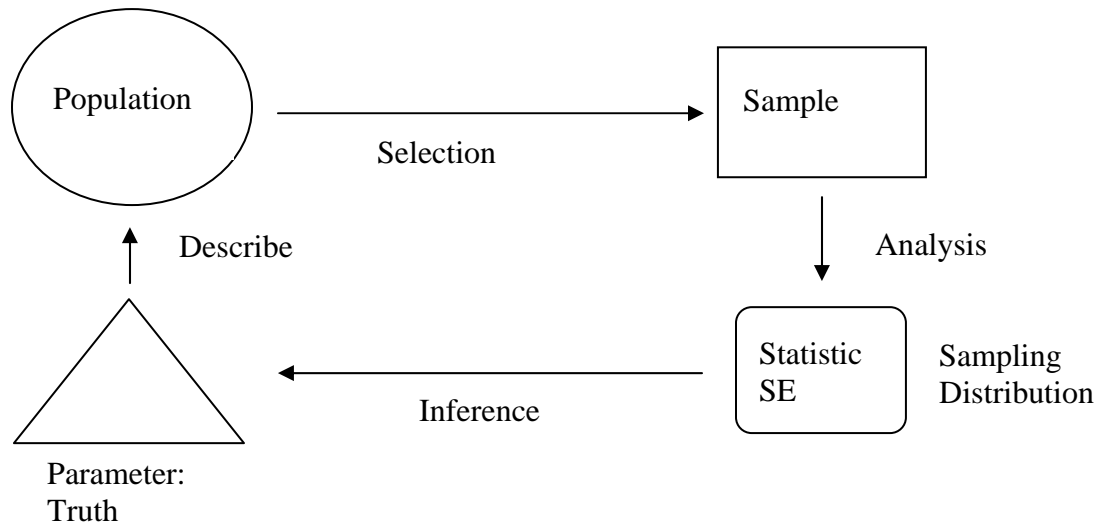 Population
Sample
Selection
Describe
Analysis
Statistic
SE
Sampling
Distribution
Inference
Parameter:
Truth